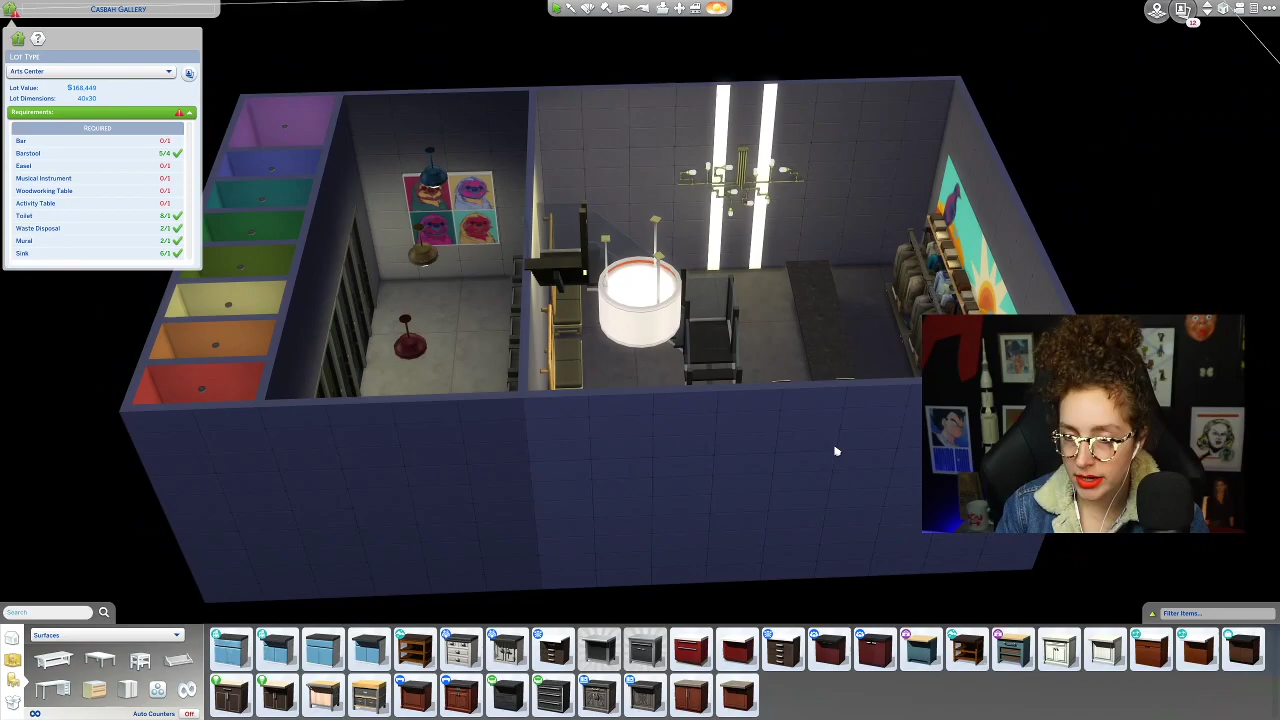 CASBAH GALLERY
12
LOT TYPE
Arts Center
Lot Value: $168,449
Lot Dimensions: 40x30
Requirements:
REQUIRED
Bar 0/1
Barstool 5/4
Easel 0/1
Musical Instrument 0/1
Woodworking Table 0/1
Activity Table 0/1
Toilet 8/1
Waste Disposal 2/1
Mural 2/1
Sink 6/1
Search
Filter Items...
Surfaces
Auto Counters Off